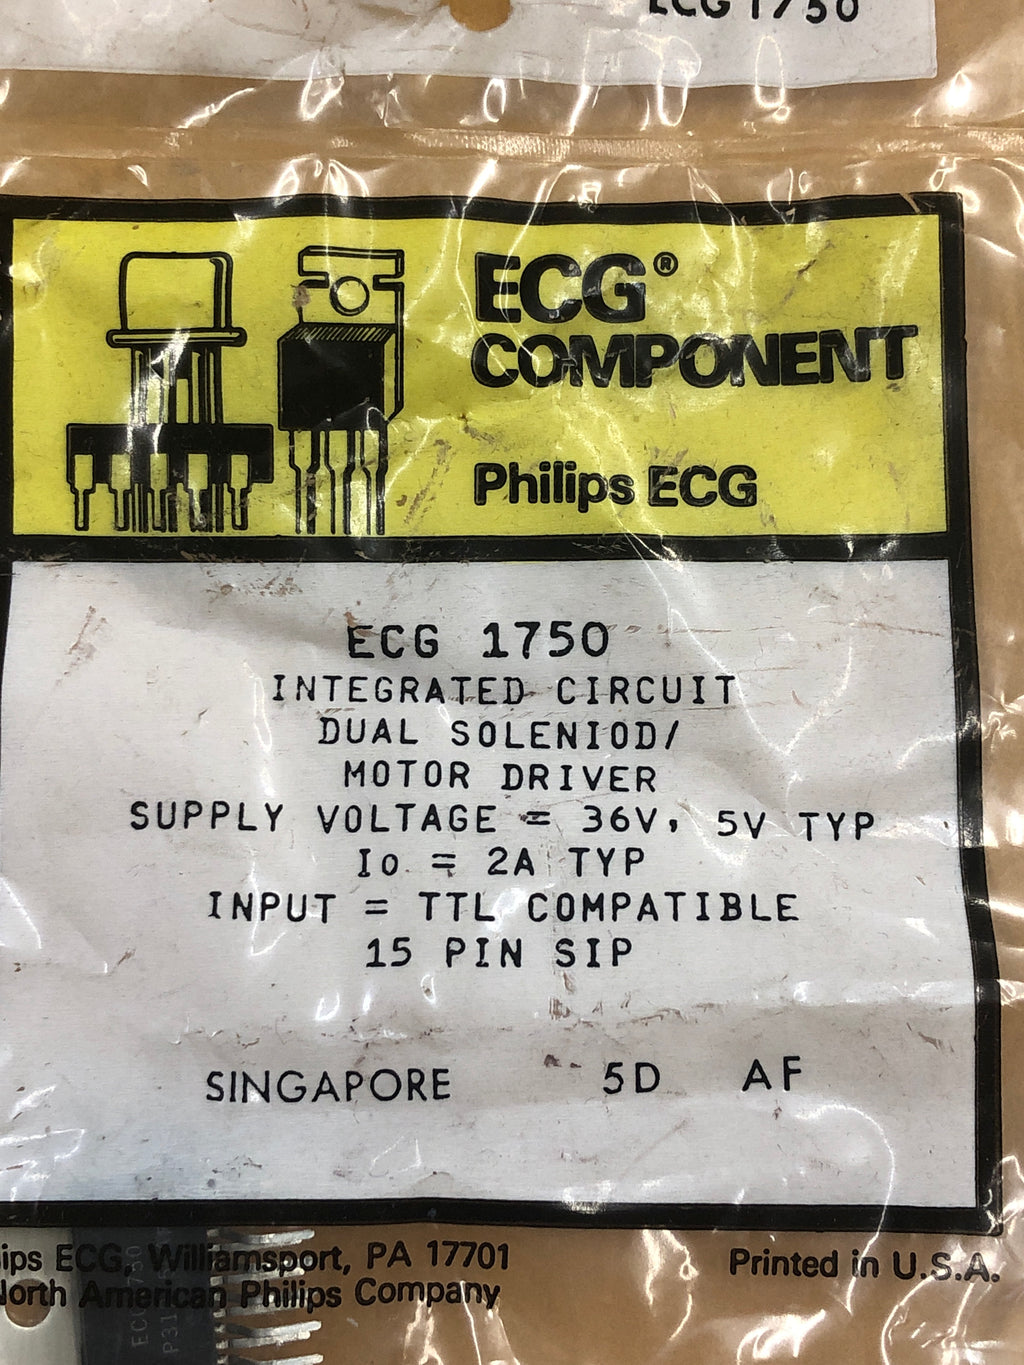 ECG 1750
ECG®
COMPONENT
Philips ECG
ECG 1750
INTEGRATED CIRCUIT
DUAL SOLENIOD/
MOTOR DRIVER
SUPPLY VOLTAGE = 36V, 5V TYP
Io = 2A TYP
INPUT = TTL COMPATIBLE
15 PIN SIP
SINGAPORE 5D AF
ips ECG, Williamsport, PA 17701
North American Philips Company
Printed in U.S.A.
ECG1750